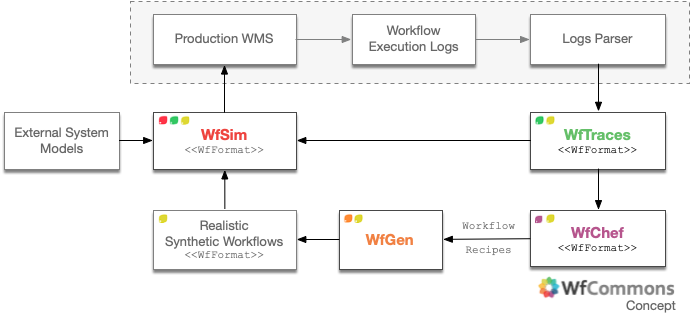 Production WMS
Workflow
Execution Logs
Logs Parser
External System
Models
WfSim
<<WfFormat>>
WfTraces
<<WfFormat>>
Realistic
Synthetic Workflows
<<WfFormat>>
WfGen
Workflow
Recipes
WfChef
<<WfFormat>>
WfCommons
Concept